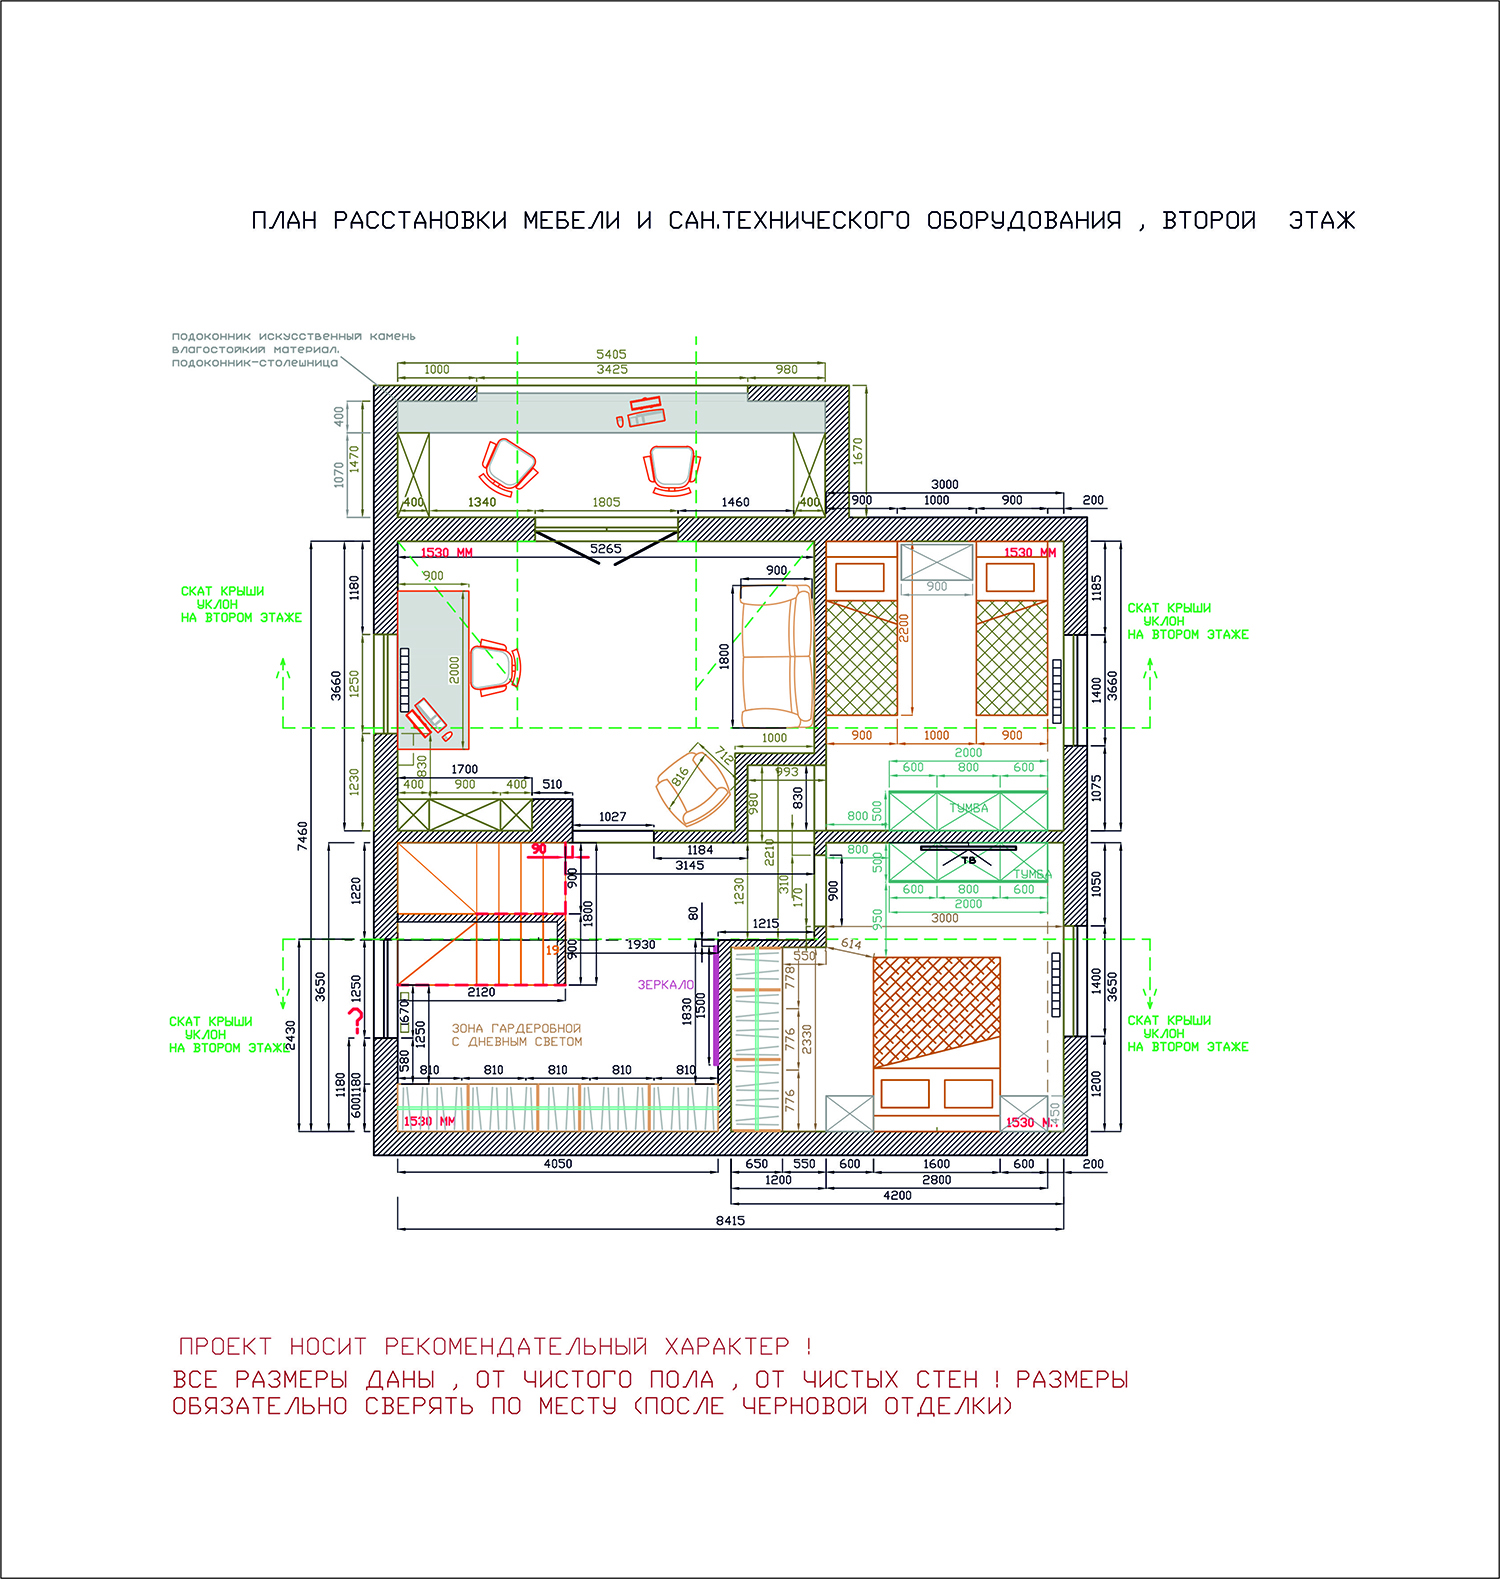 ПЛАН РАССТАНОВКИ МЕБЕЛИ И САН.ТЕХНИЧЕСКОГО ОБОРУДОВАНИЯ , ВТОРОЙ ЭТАЖ
ПОДОКОННИК ИСКУССТВЕННЫЙ КАМЕНЬ
ВЛАГОСТОЙКИЙ МАТЕРИАЛ.
ПОДОКОННИК-СТОЛЕШНИЦА
5405
1000 3425 980
400
1070
1470
1670
400 1340 1805 1460 400
3000
900 1000 900 200
1530 ММ 5265 1530 ММ
900 900 900
СКАТ КРЫШИ
УКЛОН
НА ВТОРОМ ЭТАЖЕ
СКАТ КРЫШИ
УКЛОН
НА ВТОРОМ ЭТАЖЕ
1180
1250
1230
3660
7460
2000
1800
2200
1185
1400
1075
3660
830
1700 510
400 900 400
816
712
1000
993
980
830
900 1000 900
2000
600 800 600
800
500
ТУМБА
1027
1184
3145
90
900
1800
900
1220
1230
2210
310
170
900
800
500
ТВ
ТУМБА
600 800 600
2000
3000
950
1050
1400
1200
3650
80
1215
1930
614
550
19
2120
ЗЕРКАЛО
1830
1500
778
776
776
2330
3650
2430
1250
?
1180
1180
600
670
580
1250
ЗОНА ГАРДЕРОБНОЙ
С ДНЕВНЫМ СВЕТОМ
СКАТ КРЫШИ
УКЛОН
НА ВТОРОМ ЭТАЖЕ
СКАТ КРЫШИ
УКЛОН
НА ВТОРОМ ЭТАЖЕ
810 810 810 810 810
1530 ММ
450
1530
4050 650 550 600 1600 600 200
1200 2800
4200
8415
ПРОЕКТ НОСИТ РЕКОМЕНДАТЕЛЬНЫЙ ХАРАКТЕР !
ВСЕ РАЗМЕРЫ ДАНЫ , ОТ ЧИСТОГО ПОЛА , ОТ ЧИСТЫХ СТЕН ! РАЗМЕРЫ
ОБЯЗАТЕЛЬНО СВЕРЯТЬ ПО МЕСТУ (ПОСЛЕ ЧЕРНОВОЙ ОТДЕЛКИ)